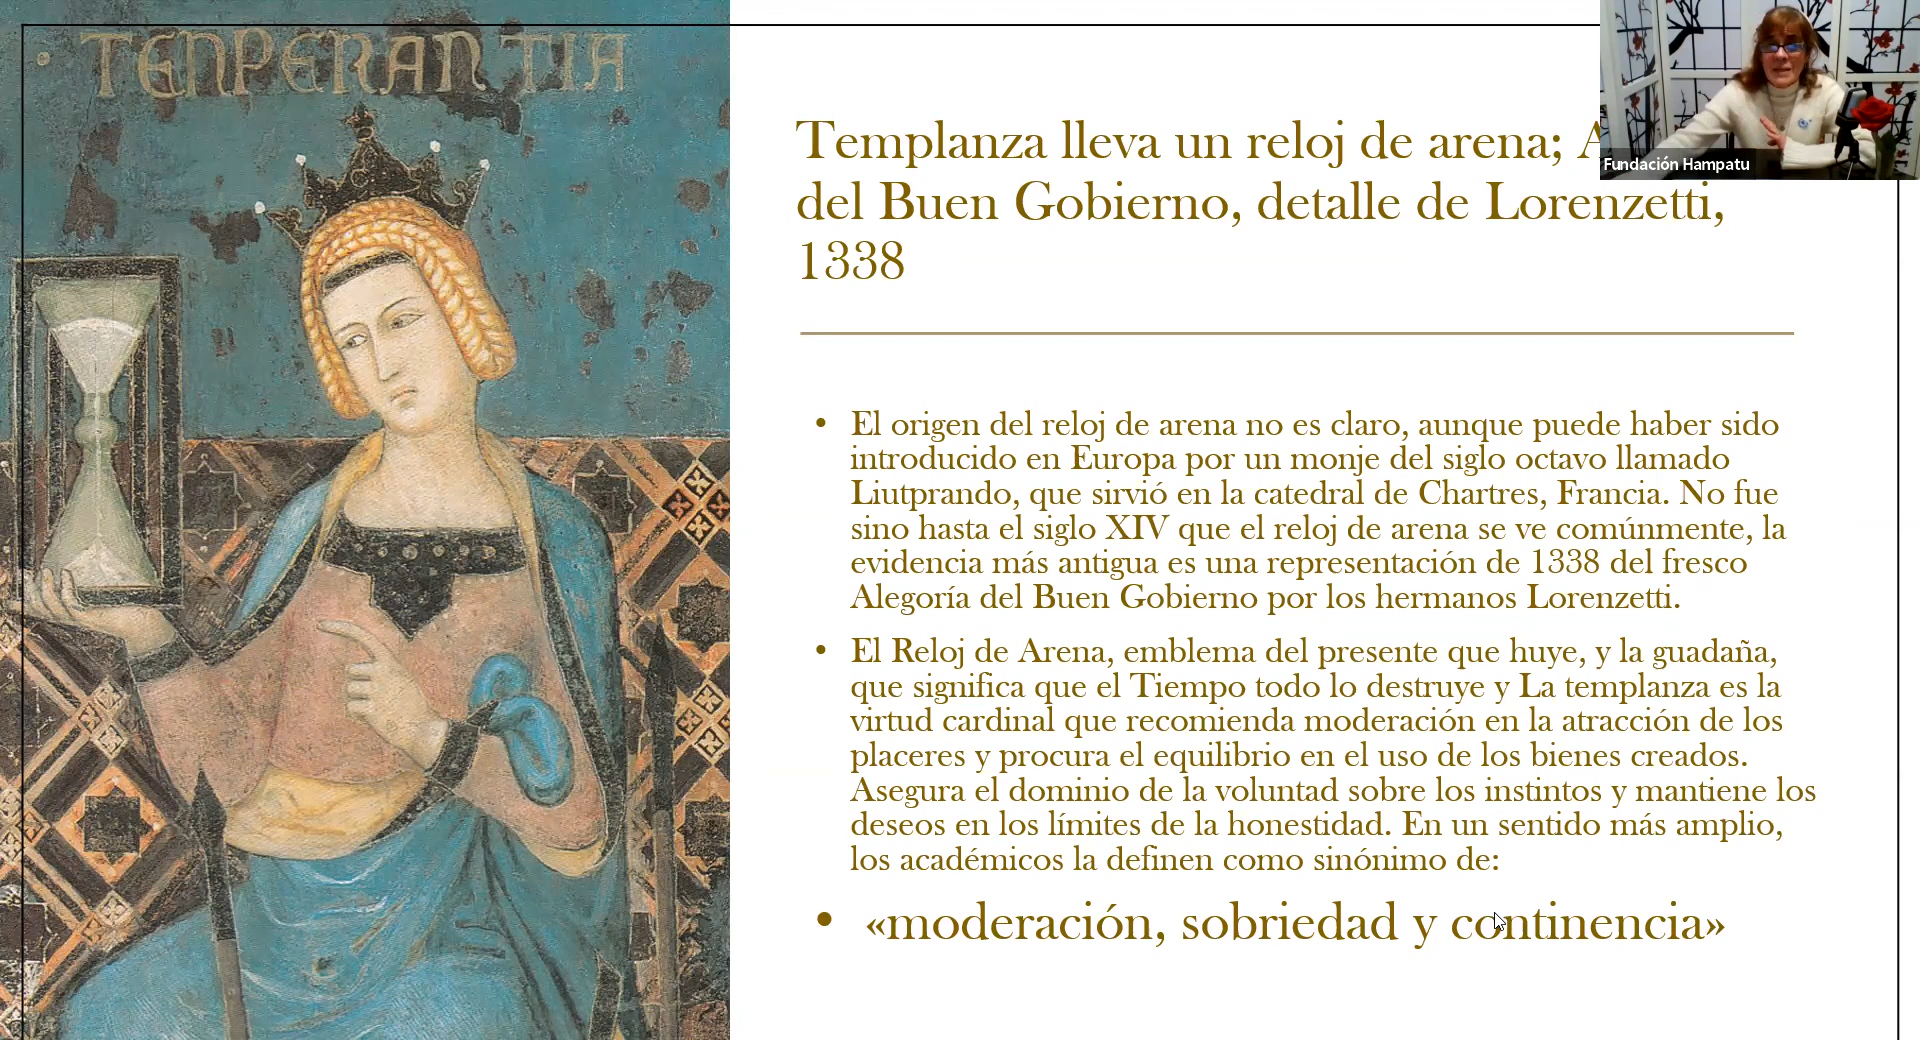 TENPERANTIA
Templanza lleva un reloj de arena;
del Buen Gobierno, detalle de Lorenzetti,
1338
Fundación Hampatu
• El origen del reloj de arena no es claro, aunque puede haber sido
introducido en Europa por un monje del siglo octavo llamado
Liutprando, que sirvió en la catedral de Chartres, Francia. No fue
sino hasta el siglo XIV que el reloj de arena se ve comúnmente, la
evidencia más antigua es una representación de 1338 del fresco
Alegoría del Buen Gobierno por los hermanos Lorenzetti.
• El Reloj de Arena, emblema del presente que huye, y la guadaña,
que significa que el Tiempo todo lo destruye y La templanza es la
virtud cardinal que recomienda moderación en la atracción de los
placeres y procura el equilibrio en el uso de los bienes creados.
Asegura el dominio de la voluntad sobre los instintos y mantiene los
deseos en los límites de la honestidad. En un sentido más amplio,
los académicos la definen como sinónimo de:
• «moderación, sobriedad y continencia»